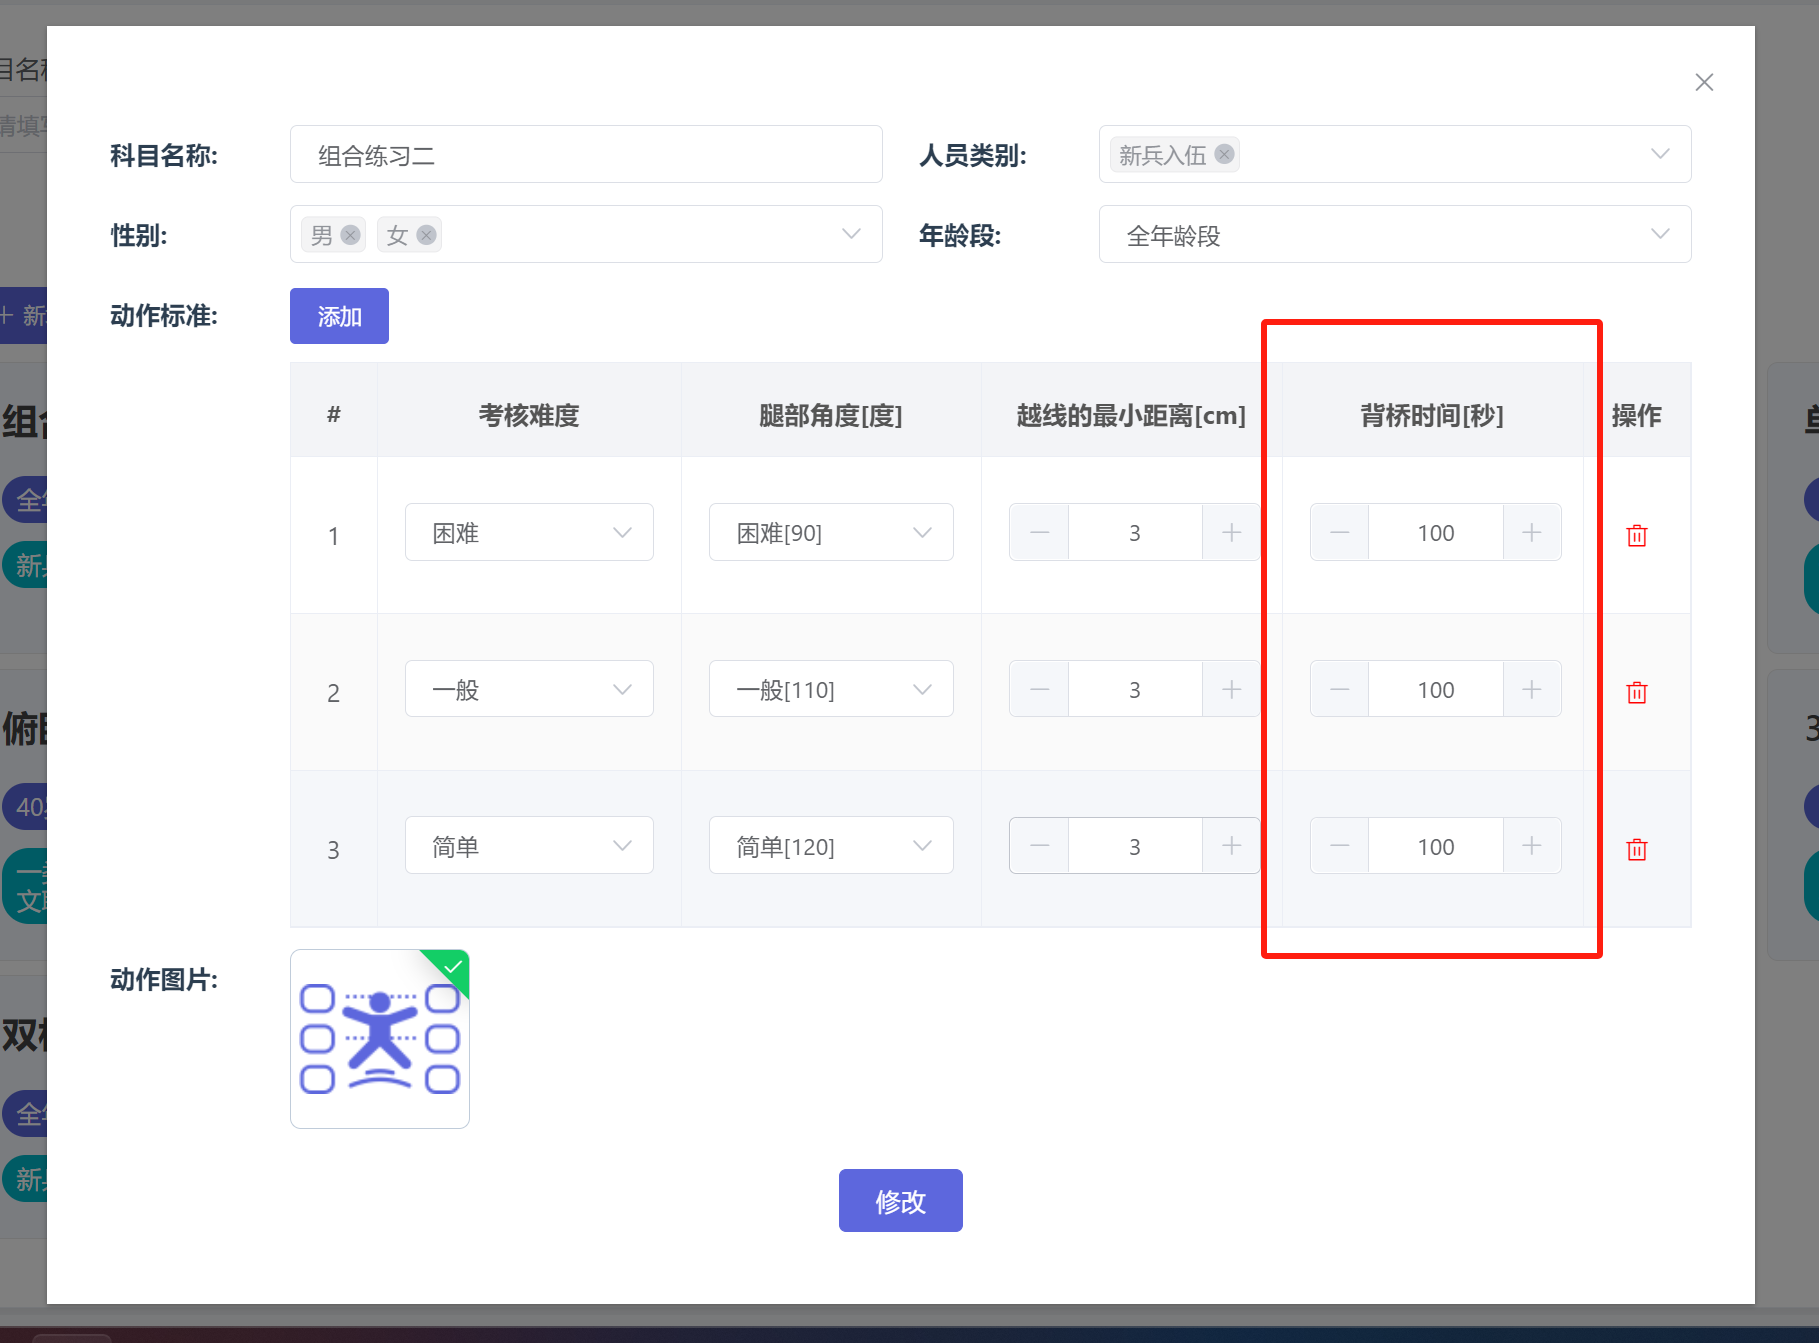 科目名称: 组合练习二 人员类别: 新兵入伍
性别: 男 女 年龄段: 全年龄段
动作标准: 添加
# 考核难度 腿部角度[度] 越线的最小距离[cm] 背桥时间[秒] 操作
1 困难 困难[90] 3 100
2 一般 一般[110] 3 100
3 简单 简单[120] 3 100
动作图片:
修改